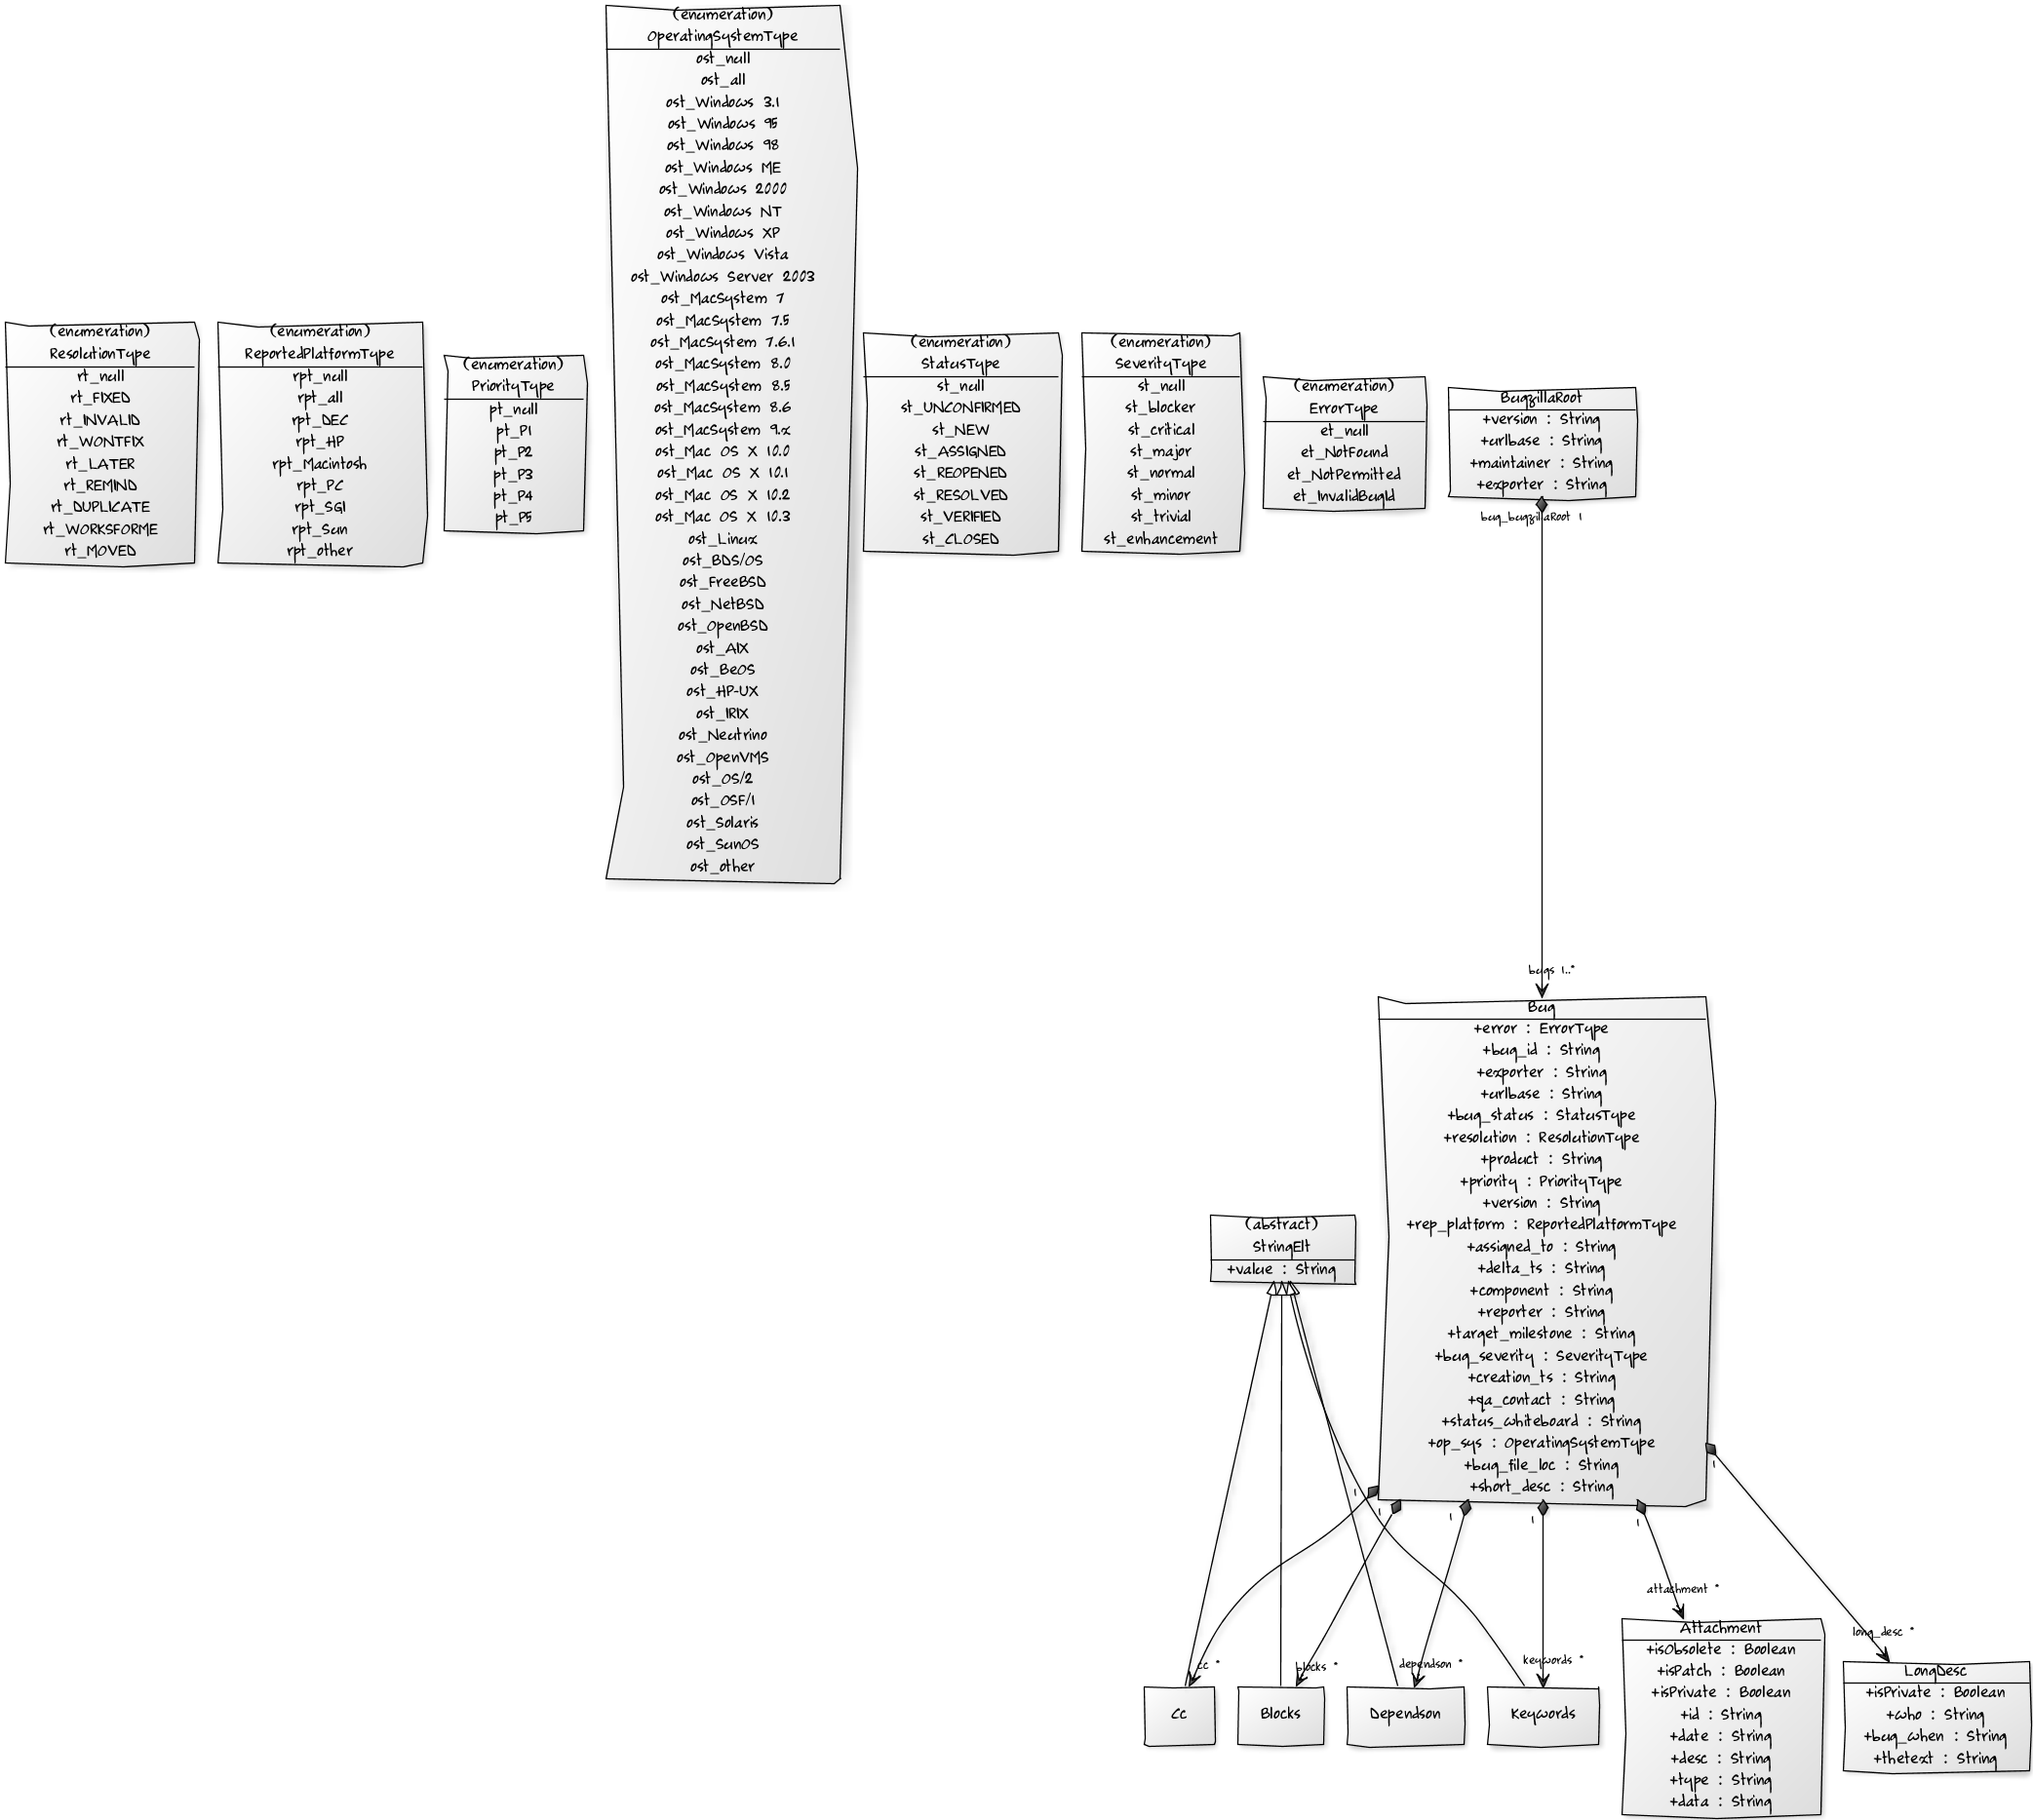 (enumeration)
OperatingSystemType
ost_null
ost_all
ost_Windows 3.1
ost_Windows 95
ost_Windows 98
ost_Windows ME
ost_Windows 2000
ost_Windows NT
ost_Windows XP
ost_Windows Vista
ost_Windows Server 2003
ost_MacSystem 7
ost_MacSystem 7.5
ost_MacSystem 7.6.1
ost_MacSystem 8.0
ost_MacSystem 8.5
ost_MacSystem 8.6
ost_MacSystem 9.x
ost_Mac OS X 10.0
ost_Mac OS X 10.1
ost_Mac OS X 10.2
ost_Mac OS X 10.3
ost_Linux
ost_BDS/OS
ost_FreeBSD
ost_NetBSD
ost_OpenBSD
ost_AIX
ost_BeOS
ost_HP-UX
ost_IRIX
ost_Neutrino
ost_OpenVMS
ost_OS/2
ost_OSF/1
ost_Solaris
ost_SunOS
ost_other
(enumeration)
ResolutionType
rt_null
rt_FIXED
rt_INVALID
rt_WONTFIX
rt_LATER
rt_REMIND
rt_DUPLICATE
rt_WORKSFORME
rt_MOVED
(enumeration)
ReportedPlatformType
rpt_null
rpt_all
rpt_DEC
rpt_HP
rpt_Macintosh
rpt_PC
rpt_SGI
rpt_Sun
rpt_other
(enumeration)
PriorityType
pt_null
pt_P1
pt_P2
pt_P3
pt_P4
pt_P5
(enumeration)
StatusType
st_null
st_UNCONFIRMED
st_NEW
st_ASSIGNED
st_REOPENED
st_RESOLVED
st_VERIFIED
st_CLOSED
(enumeration)
SeverityType
st_null
st_blocker
st_critical
st_major
st_normal
st_minor
st_trivial
st_enhancement
(enumeration)
ErrorType
et_null
et_NotFound
et_NotPermitted
et_InvalidBugId
BugzillaRoot
+version : String
+urlbase : String
+maintainer : String
+exporter : String
bug_bugzillaRoot 1
bugs 1..*
Bug
+error : ErrorType
+bug_id : String
+exporter : String
+urlbase : String
+bug_status : StatusType
+resolution : ResolutionType
+product : String
+priority : PriorityType
+version : String
+rep_platform : ReportedPlatformType
+assigned_to : String
+delta_ts : String
+component : String
+reporter : String
+target_milestone : String
+bug_severity : SeverityType
+creation_ts : String
+qa_contact : String
+status_whiteboard : String
+op_sys : OperatingSystemType
+bug_file_loc : String
+short_desc : String
(abstract)
StringElt
+value : String
1
1
1
1
1
1
cc *
blocks *
dependson *
keywords *
attachment *
long_desc *
Cc
Blocks
Dependson
Keywords
Attachment
+isObsolete : Boolean
+isPatch : Boolean
+isPrivate : Boolean
+id : String
+date : String
+desc : String
+type : String
+data : String
LongDesc
+isPrivate : Boolean
+who : String
+bug_when : String
+thetext : String